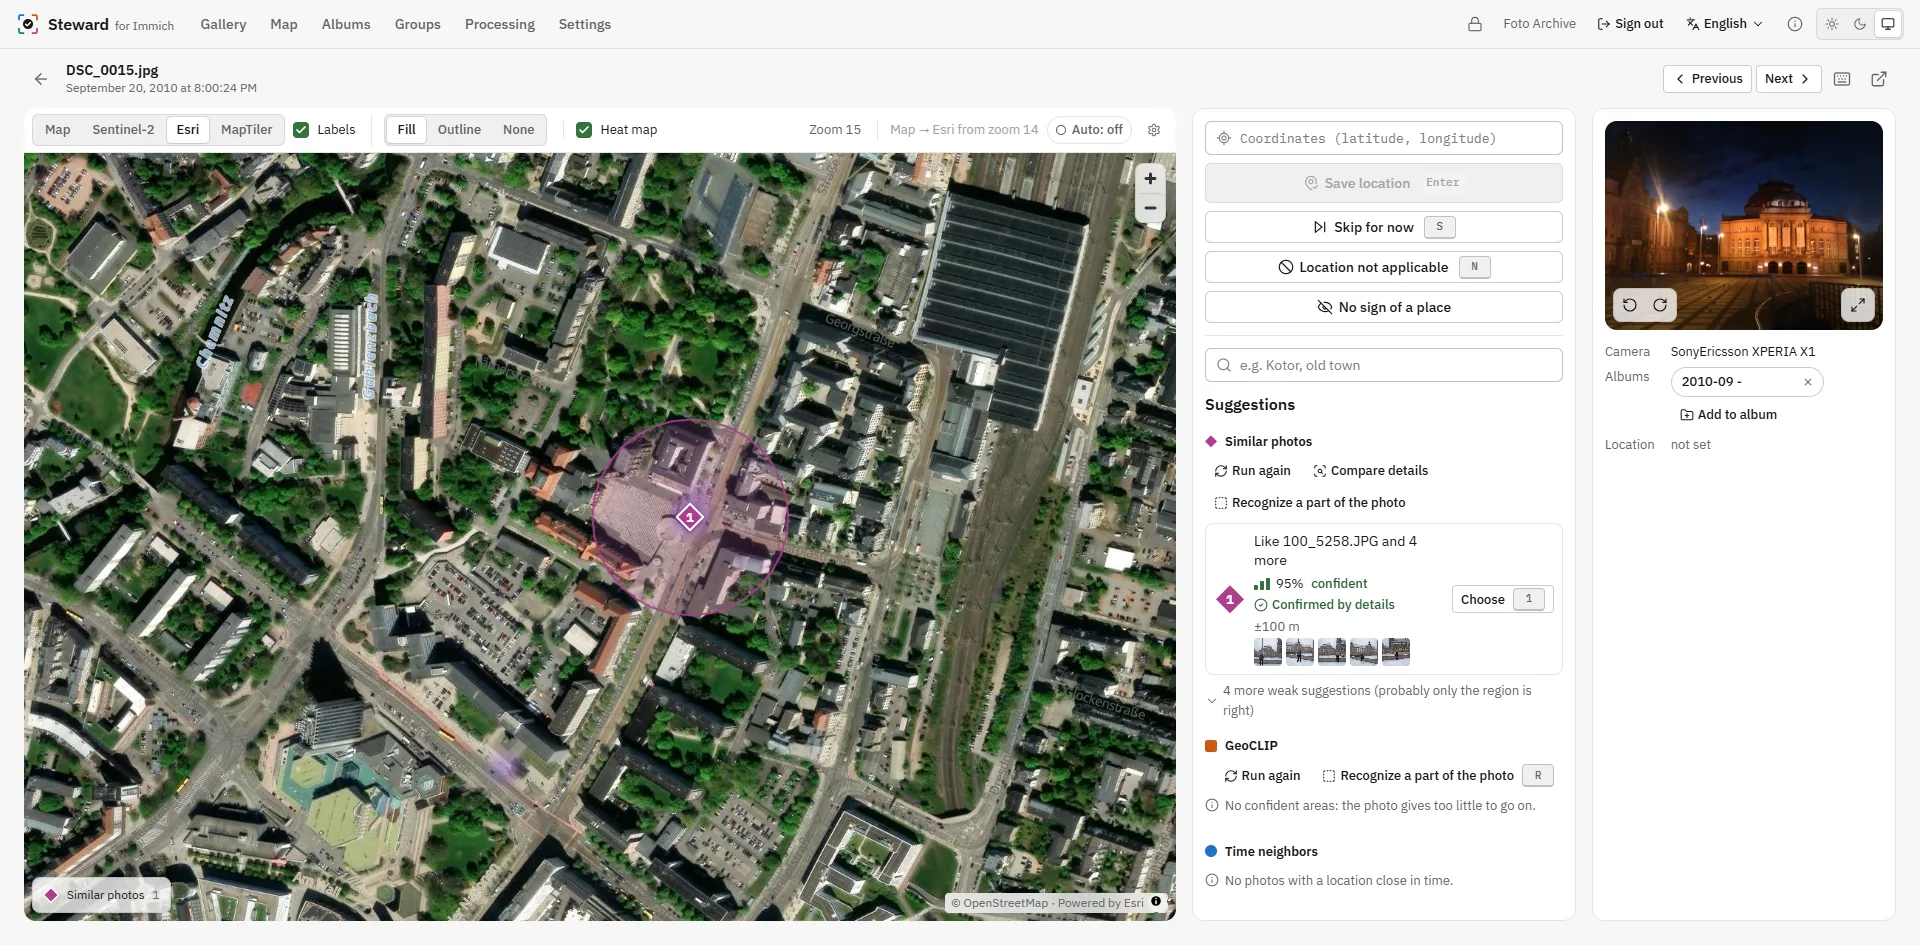 Steward for Immich
Gallery
Map
Albums
Groups
Processing
Settings
Foto Archive
Sign out
English
DSC_0015.jpg
September 20, 2010 at 8:00:24 PM
Previous
Next
Map
Sentinel-2
Esri
MapTiler
Labels
Fill
Outline
None
Heat map
Zoom 15
Map → Esri from zoom 14
Auto: off
+
−
Chemnitz
Gablenzbach
Georgstraße
Glockenstraße
1
Similar photos 1
© OpenStreetMap · Powered by Esri
Coordinates (latitude, longitude)
Save location Enter
Skip for now S
Location not applicable N
No sign of a place
e.g. Kotor, old town
Suggestions
Similar photos
Run again
Compare details
Recognize a part of the photo
1
Like 100_5258.JPG and 4
more
95% confident
Confirmed by details
±100 m
Choose 1
4 more weak suggestions (probably only the region is
right)
GeoCLIP
Run again
Recognize a part of the photo R
No confident areas: the photo gives too little to go on.
Time neighbors
No photos with a location close in time.
Camera SonyEricsson XPERIA X1
Albums 2010-09 -
Add to album
Location not set